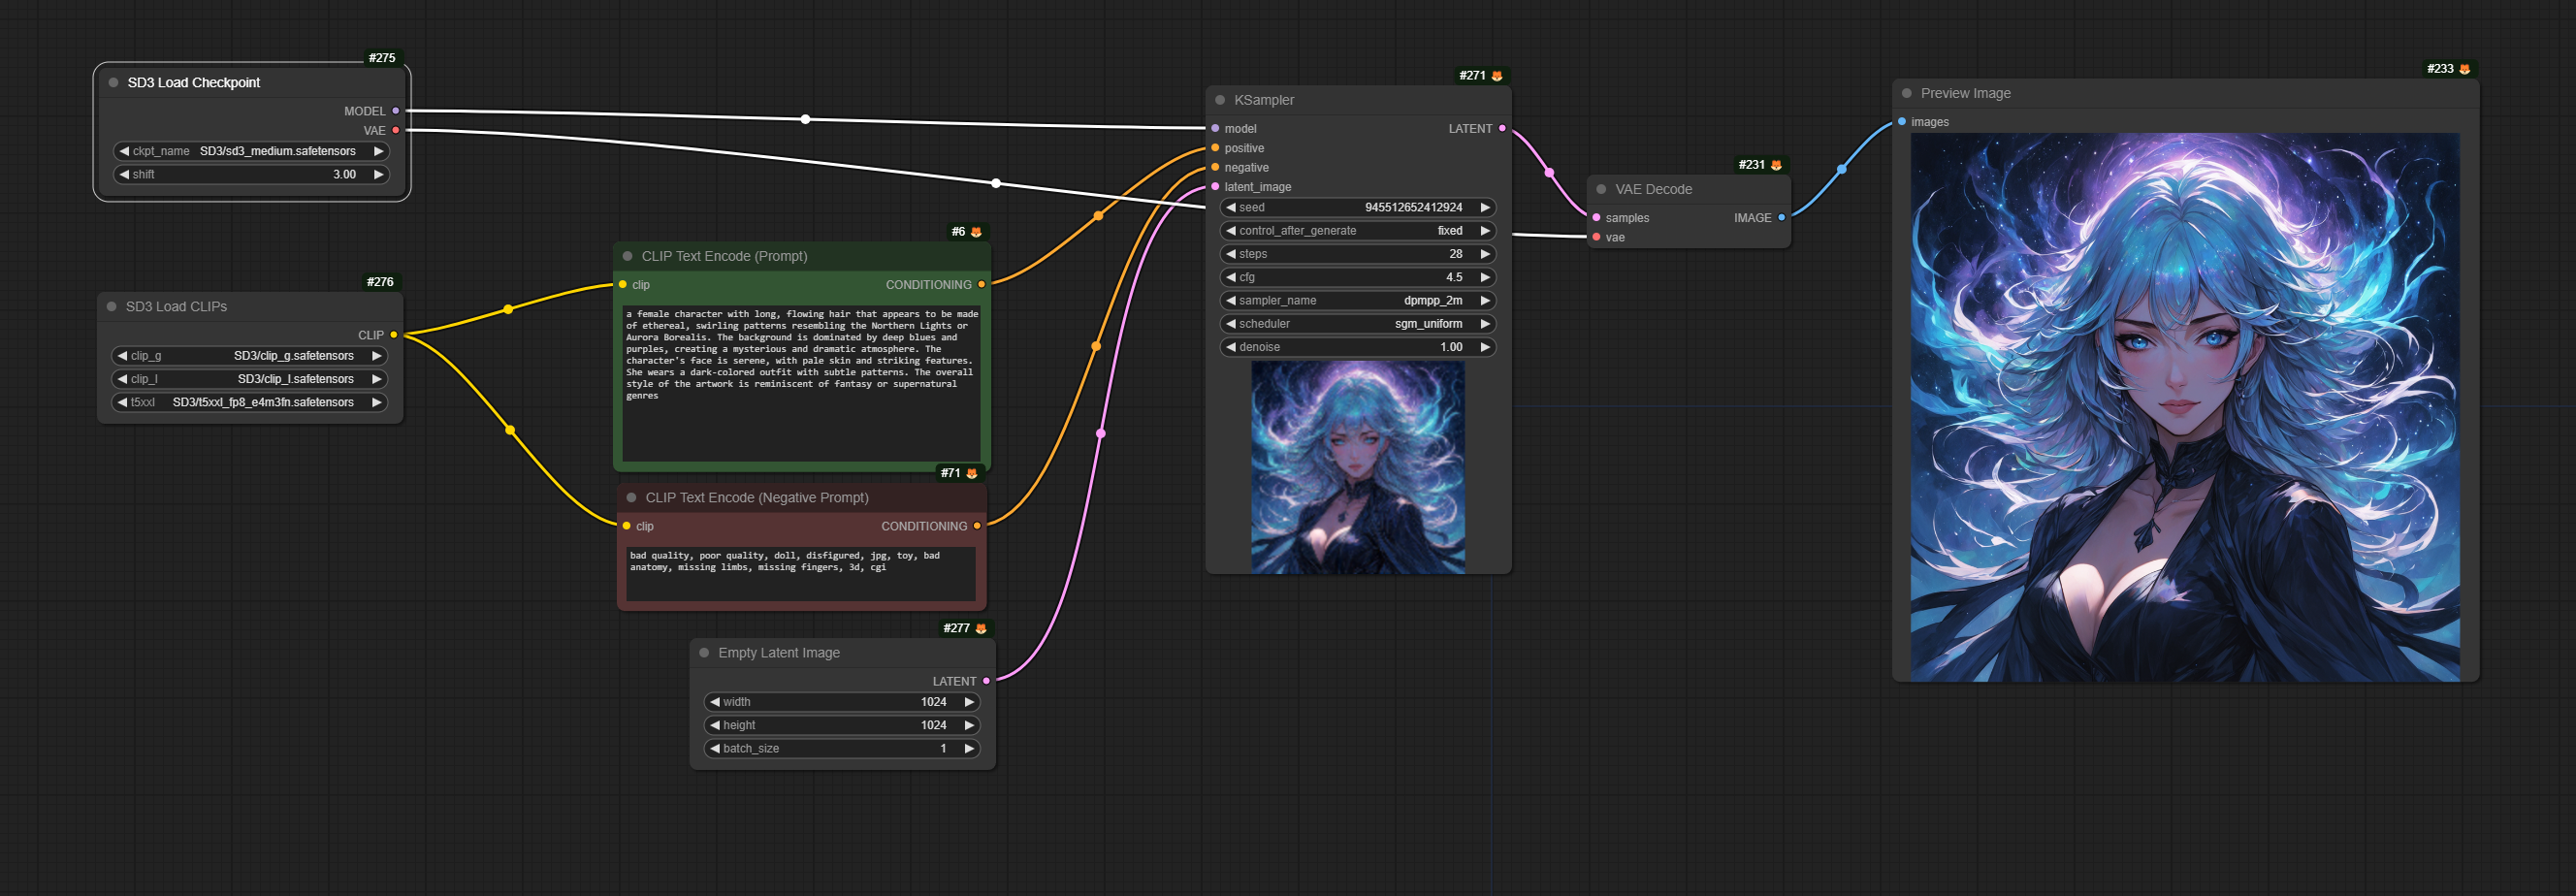 #275
SD3 Load Checkpoint
MODEL
VAE
ckpt_name SD3/sd3_medium.safetensors
shift 3.00
#276
SD3 Load CLIPs
CLIP
clip_g SD3/clip_g.safetensors
clip_l SD3/clip_l.safetensors
t5xxl SD3/t5xxl_fp8_e4m3fn.safetensors
#6
CLIP Text Encode (Prompt)
clip CONDITIONING
a female character with long, flowing hair that appears to be made
of ethereal, swirling patterns resembling the Northern Lights or
Aurora Borealis. The background is dominated by deep blues and
purples, creating a mysterious and dramatic atmosphere. The
character's face is serene, with pale skin and striking features.
She wears a dark-colored outfit with subtle patterns. The overall
style of the artwork is reminiscent of fantasy or supernatural
genres
#71
CLIP Text Encode (Negative Prompt)
clip CONDITIONING
bad quality, poor quality, doll, disfigured, jpg, toy, bad
anatomy, missing limbs, missing fingers, 3d, cgi
#277
Empty Latent Image
LATENT
width 1024
height 1024
batch_size 1
#271
KSampler
model LATENT
positive
negative
latent_image
seed 945512652412924
control_after_generate fixed
steps 28
cfg 4.5
sampler_name dpmpp_2m
scheduler sgm_uniform
denoise 1.00
#231
VAE Decode
samples IMAGE
vae
#233
Preview Image
images